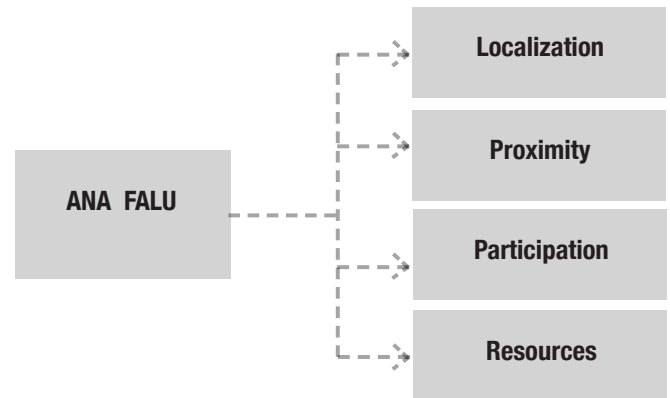 Localization
Proximity
ANA FALU
Participation
Resources